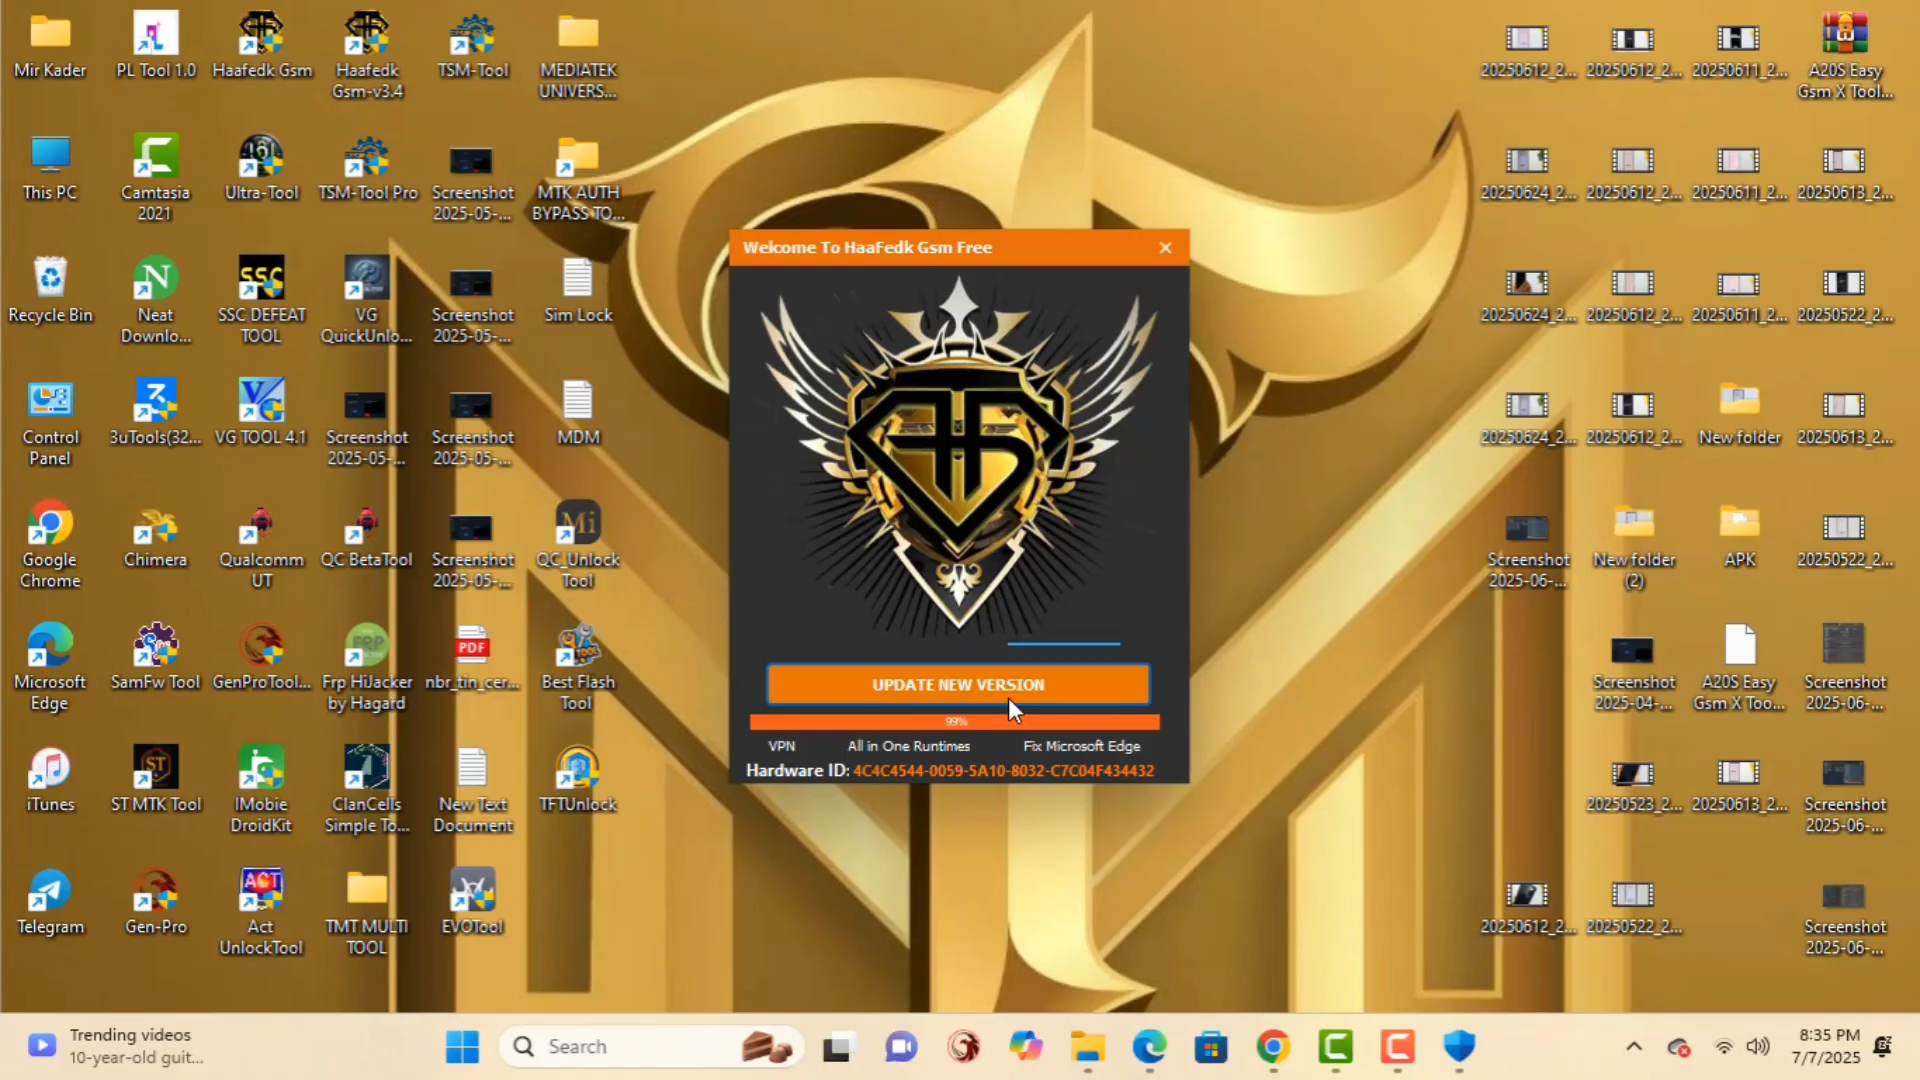 Mir Kader
PL Tool 1.0
Haafedk Gsm
Haafedk
Gsm-v3.4
TSM-Tool
MEDIATEK
UNIVERS...
This PC
Camtasia
2021
Ultra-Tool
TSM-Tool Pro
Screenshot
2025-05-...
MTK AUTH
BYPASS TO...
Recycle Bin
Neat
Downlo...
SSC DEFEAT
TOOL
VG
QuickUnlo...
Screenshot
2025-05-...
Sim Lock
Control
Panel
3uTools(32...
VG TOOL 4.1
Screenshot
2025-05-...
Screenshot
2025-05-...
MDM
Google
Chrome
Chimera
Qualcomm
UT
QC BetaTool
Screenshot
2025-05-...
QC_Unlock
Tool
Microsoft
Edge
SamFw Tool
GenProTool...
Frp HiJacker
by Hagard
nbr_tin_cer...
Best Flash
Tool
iTunes
ST MTK Tool
IMobie
DroidKit
ClanCells
Simple To...
New Text
Document
TFTUnlock
Telegram
Gen-Pro
Act
UnlockTool
TMT MULTI
TOOL
EVOTool
Welcome To HaaFedk Gsm Free
UPDATE NEW VERSION
99%
VPN
All in One Runtimes
Fix Microsoft Edge
Hardware ID: 4C4C4544-0059-5A10-8032-C7C04F434432
20250612_2...
20250612_2...
20250611_2...
A20S Easy
Gsm X Tool...
20250624_2...
20250612_2...
20250611_2...
20250613_2...
20250624_2...
20250612_2...
20250611_2...
20250522_2...
20250624_2...
20250612_2...
New folder
20250613_2...
Screenshot
2025-06-...
New folder
(2)
APK
20250522_2...
Screenshot
2025-04-...
A20S Easy
Gsm X Too...
Screenshot
2025-06-...
20250523_2...
20250613_2...
Screenshot
2025-06-...
20250612_2...
20250522_2...
Screenshot
2025-06-...
Trending videos
10-year-old guit...
Search
8:35 PM
7/7/2025